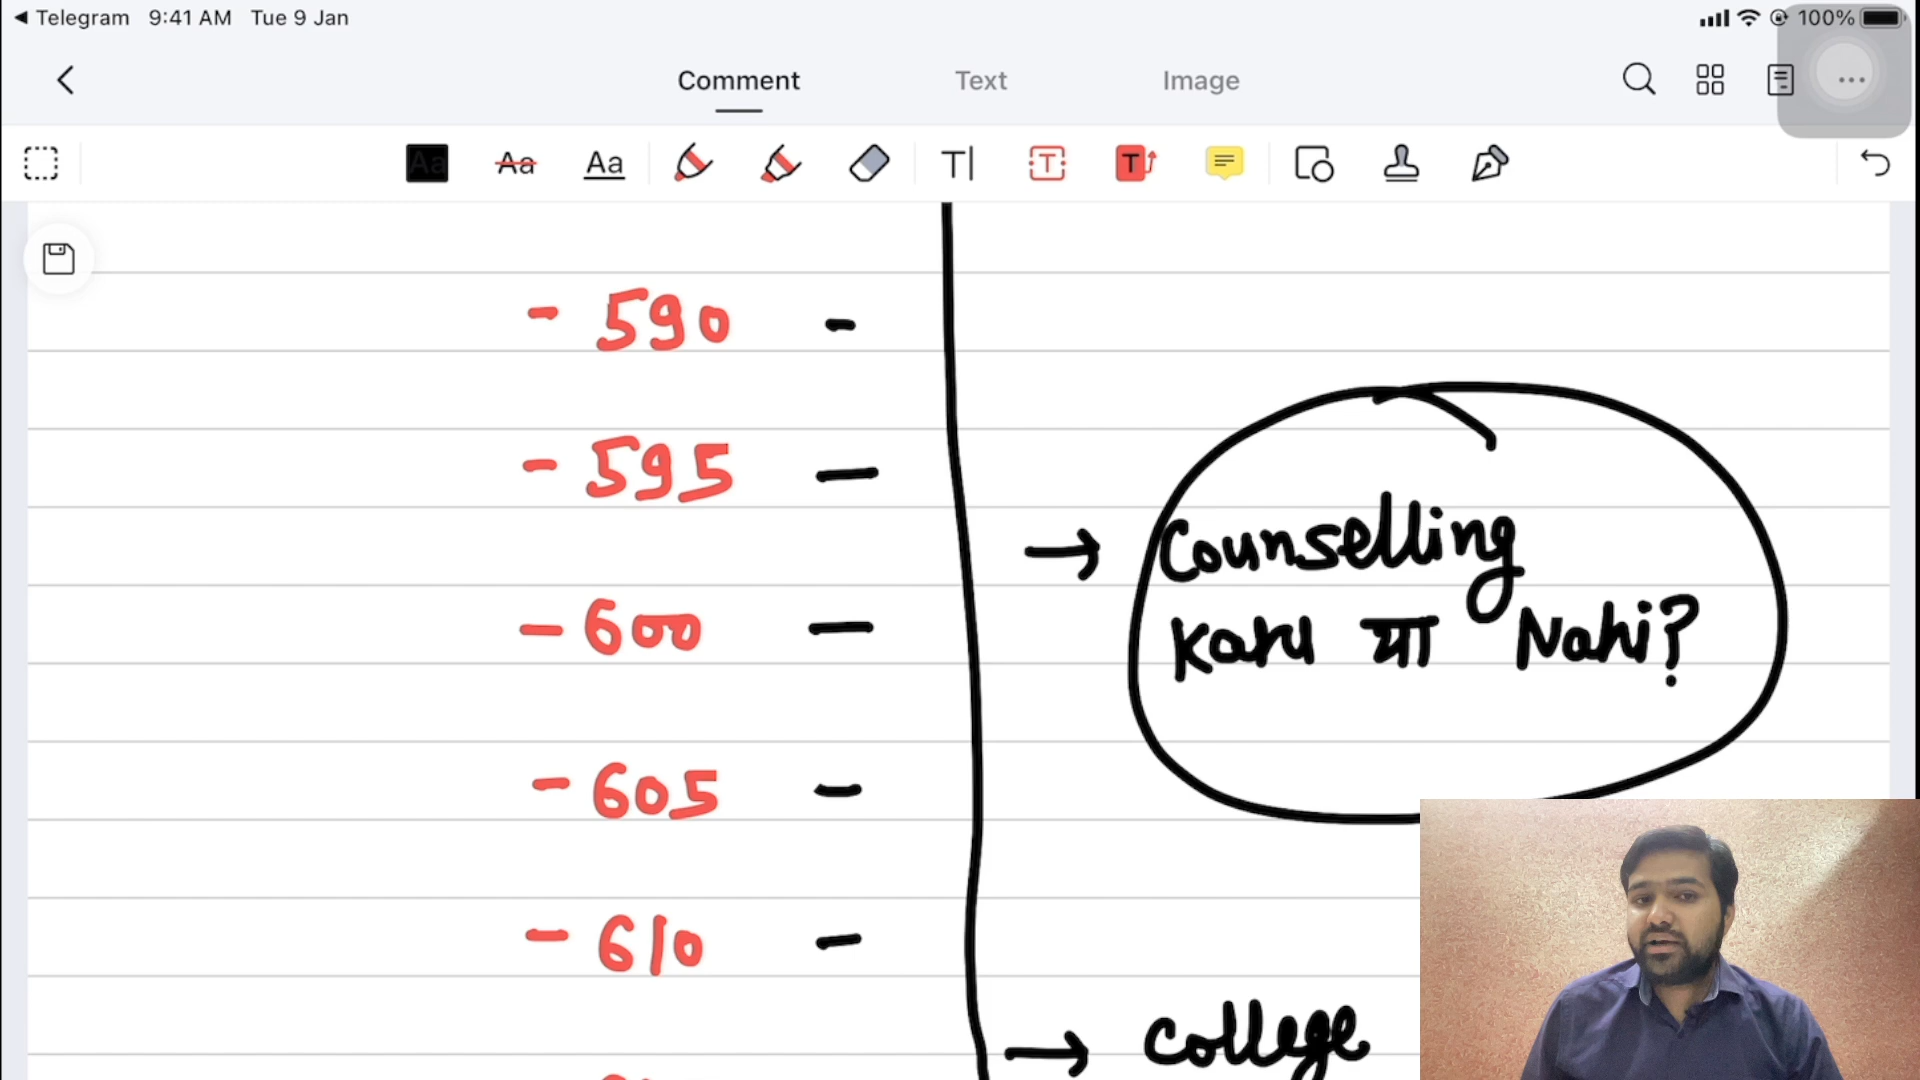 ◀ Telegram 9:41 AM Tue 9 Jan 100%
Comment Text Image
Aa Aa Aa T| T T
- 590 -
- 595 -
- 600 -
- 605 -
- 610 -
→ Counselling
Karu या Nahi?
→ College